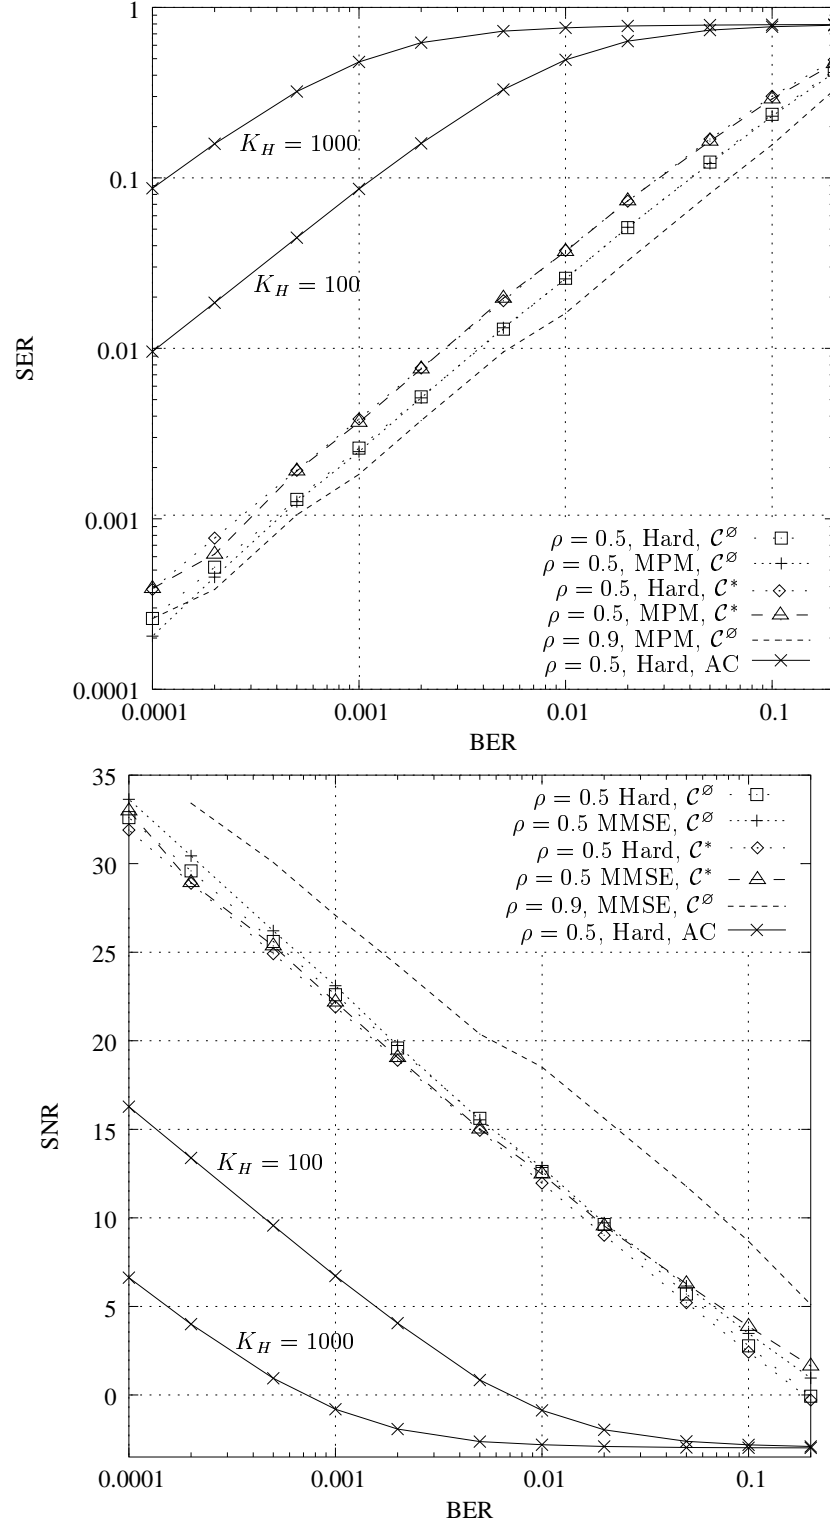 1
K_H = 1000
0.1
K_H = 100
SER
0.01
0.001
ρ = 0.5, Hard, 𝒞^∅
ρ = 0.5, MPM, 𝒞^∅
ρ = 0.5, Hard, 𝒞*
ρ = 0.5, MPM, 𝒞*
ρ = 0.9, MPM, 𝒞^∅
ρ = 0.5, Hard, AC
0.0001
0.0001 0.001 0.01 0.1
BER
35
ρ = 0.5 Hard, 𝒞^∅
ρ = 0.5 MMSE, 𝒞^∅
ρ = 0.5 Hard, 𝒞*
30
ρ = 0.5 MMSE, 𝒞*
ρ = 0.9, MMSE, 𝒞^∅
ρ = 0.5, Hard, AC
25
20
SNR
15
K_H = 100
10
5
K_H = 1000
0
0.0001 0.001 0.01 0.1
BER